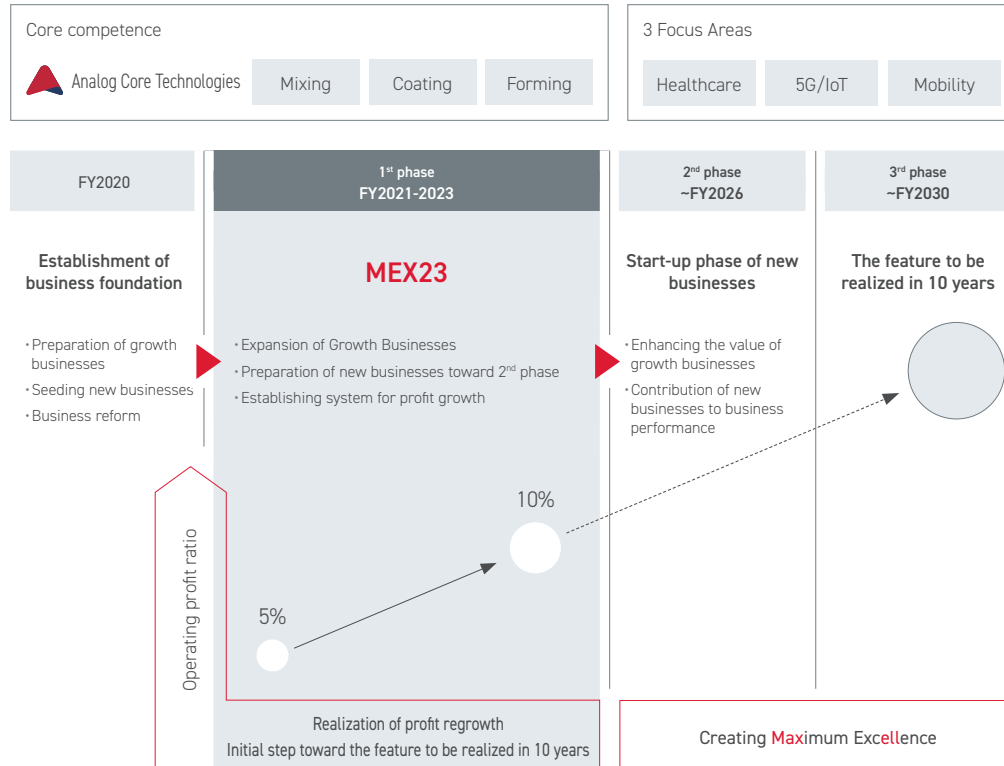 Core competence
Analog Core Technologies
Mixing
Coating
Forming
3 Focus Areas
Healthcare
5G/IoT
Mobility
FY2020
1st phase
FY2021-2023
2nd phase
~FY2026
3rd phase
~FY2030
Establishment of
business foundation
・Preparation of growth
businesses
・Seeding new businesses
・Business reform
MEX23
・Expansion of Growth Businesses
・Preparation of new businesses toward 2nd phase
・Establishing system for profit growth
Start-up phase of new
businesses
・Enhancing the value of
growth businesses
・Contribution of new
businesses to business
performance
The feature to be
realized in 10 years
Operating profit ratio
5%
10%
Realization of profit regrowth
Initial step toward the feature to be realized in 10 years
Creating Maximum Excellence